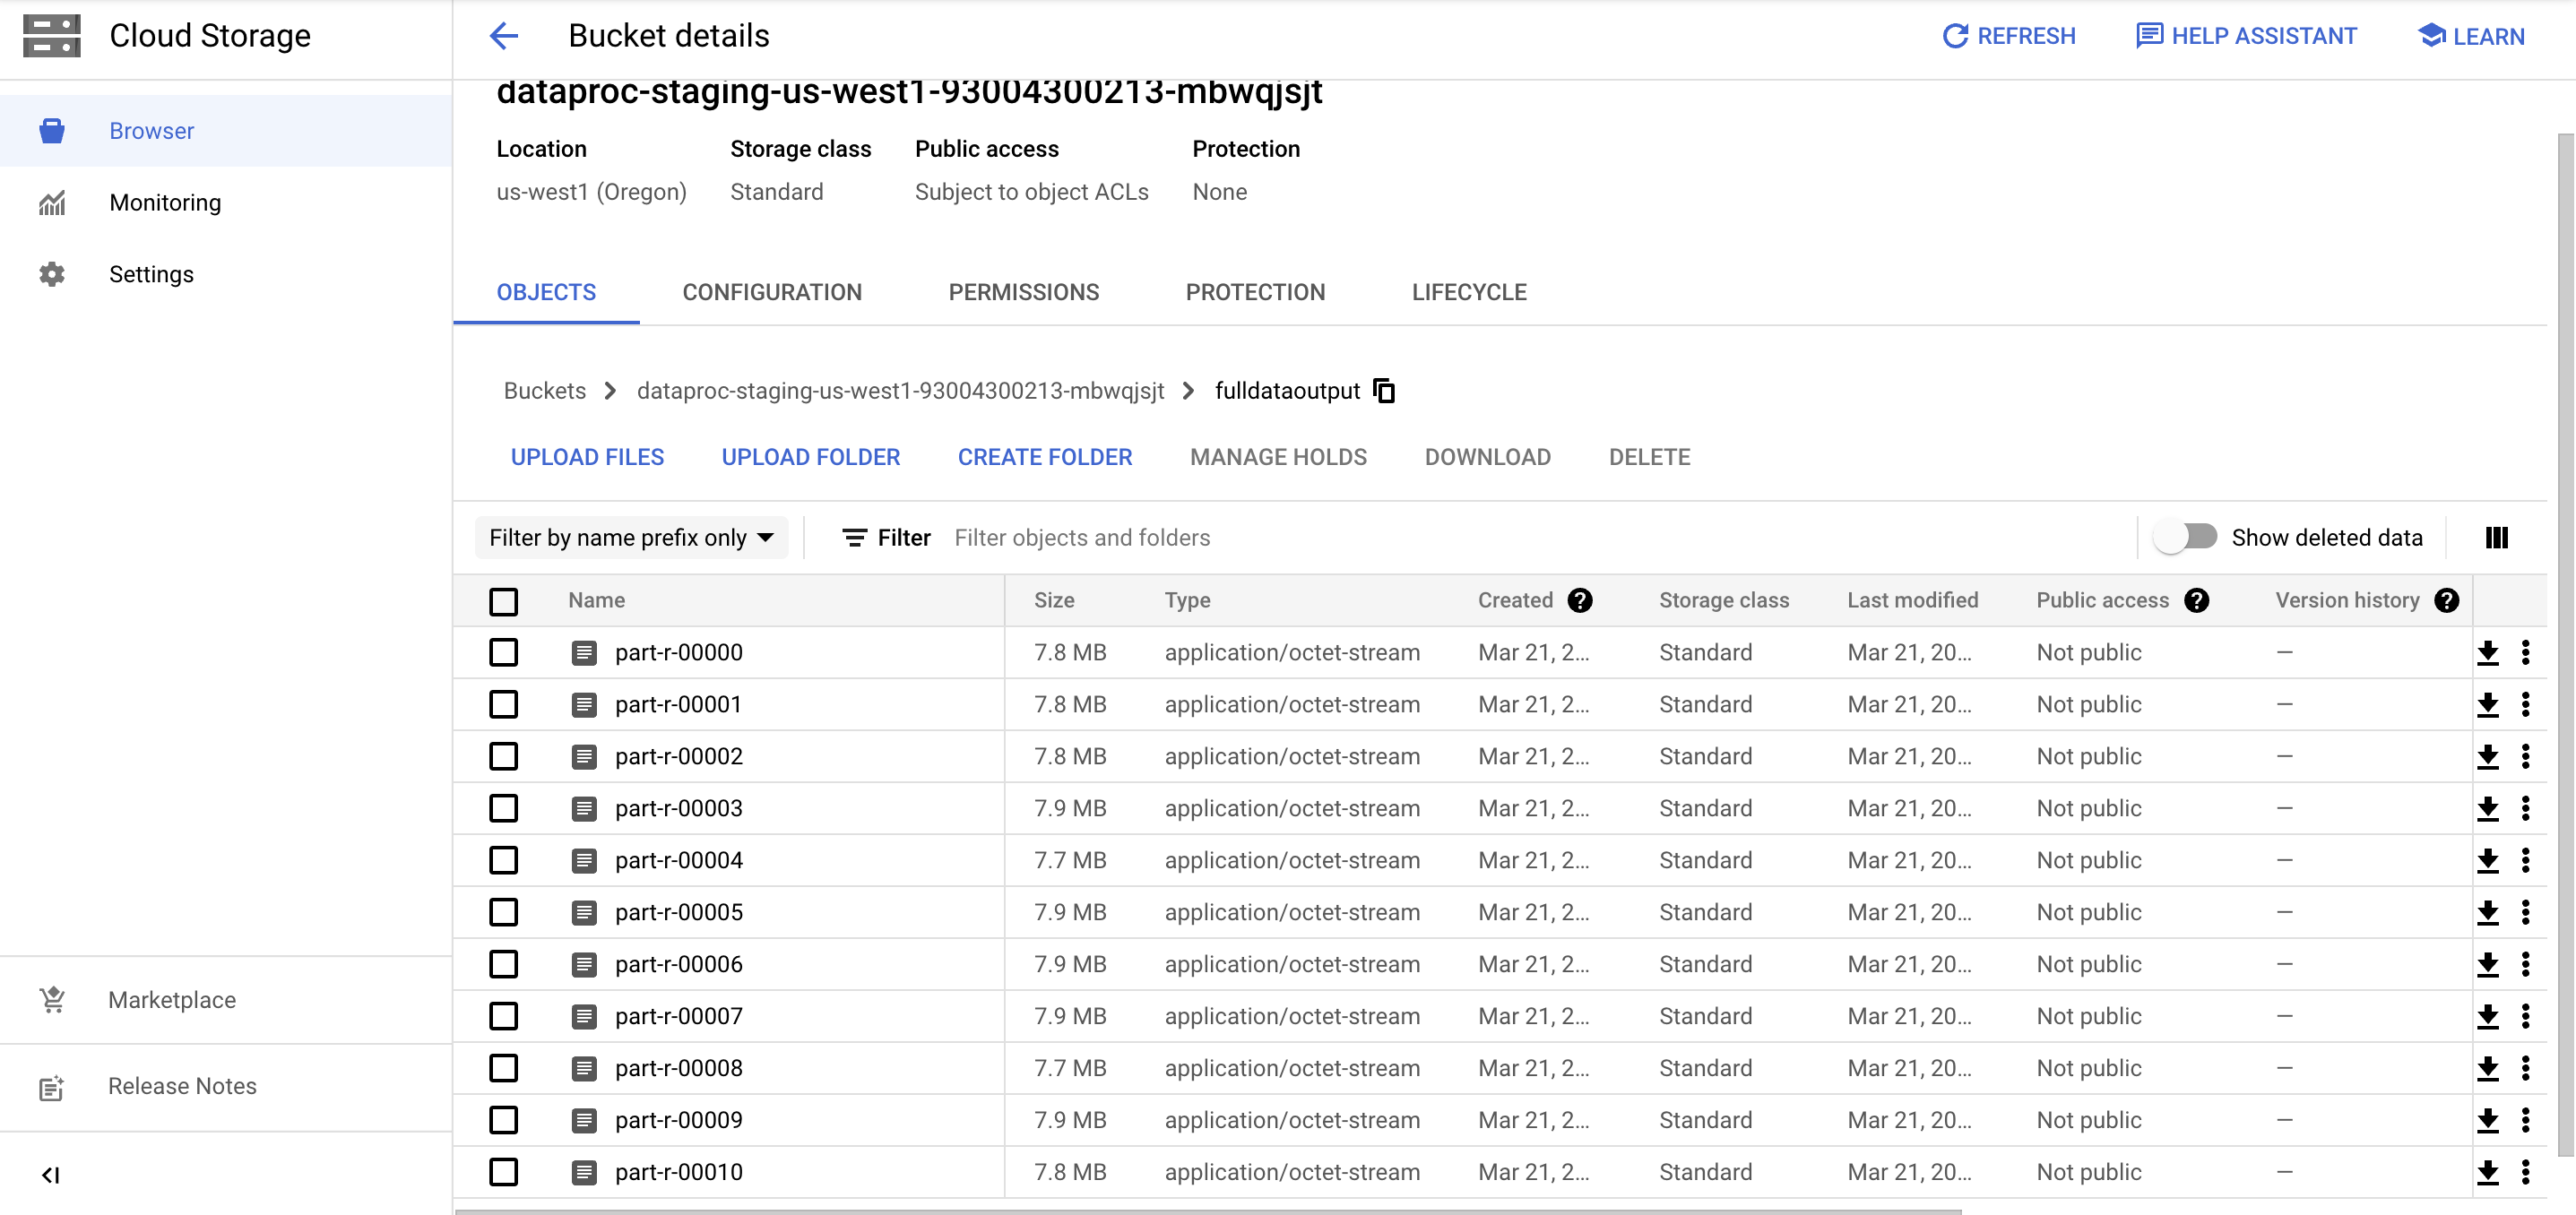 Cloud Storage
Bucket details
REFRESH
HELP ASSISTANT
LEARN
Browser
Monitoring
Settings
Marketplace
Release Notes
dataproc-staging-us-west1-93004300213-mbwqjsjt
Location Storage class Public access Protection
us-west1 (Oregon) Standard Subject to object ACLs None
OBJECTS CONFIGURATION PERMISSIONS PROTECTION LIFECYCLE
Buckets > dataproc-staging-us-west1-93004300213-mbwqjsjt > fulldataoutput
UPLOAD FILES UPLOAD FOLDER CREATE FOLDER MANAGE HOLDS DOWNLOAD DELETE
Filter by name prefix only Filter Filter objects and folders Show deleted data
Name Size Type Created ? Storage class Last modified Public access ? Version history ?
part-r-00000 7.8 MB application/octet-stream Mar 21, 2... Standard Mar 21, 20... Not public —
part-r-00001 7.8 MB application/octet-stream Mar 21, 2... Standard Mar 21, 20... Not public —
part-r-00002 7.8 MB application/octet-stream Mar 21, 2... Standard Mar 21, 20... Not public —
part-r-00003 7.9 MB application/octet-stream Mar 21, 2... Standard Mar 21, 20... Not public —
part-r-00004 7.7 MB application/octet-stream Mar 21, 2... Standard Mar 21, 20... Not public —
part-r-00005 7.9 MB application/octet-stream Mar 21, 2... Standard Mar 21, 20... Not public —
part-r-00006 7.9 MB application/octet-stream Mar 21, 2... Standard Mar 21, 20... Not public —
part-r-00007 7.9 MB application/octet-stream Mar 21, 2... Standard Mar 21, 20... Not public —
part-r-00008 7.7 MB application/octet-stream Mar 21, 2... Standard Mar 21, 20... Not public —
part-r-00009 7.9 MB application/octet-stream Mar 21, 2... Standard Mar 21, 20... Not public —
part-r-00010 7.8 MB application/octet-stream Mar 21, 2... Standard Mar 21, 20... Not public —